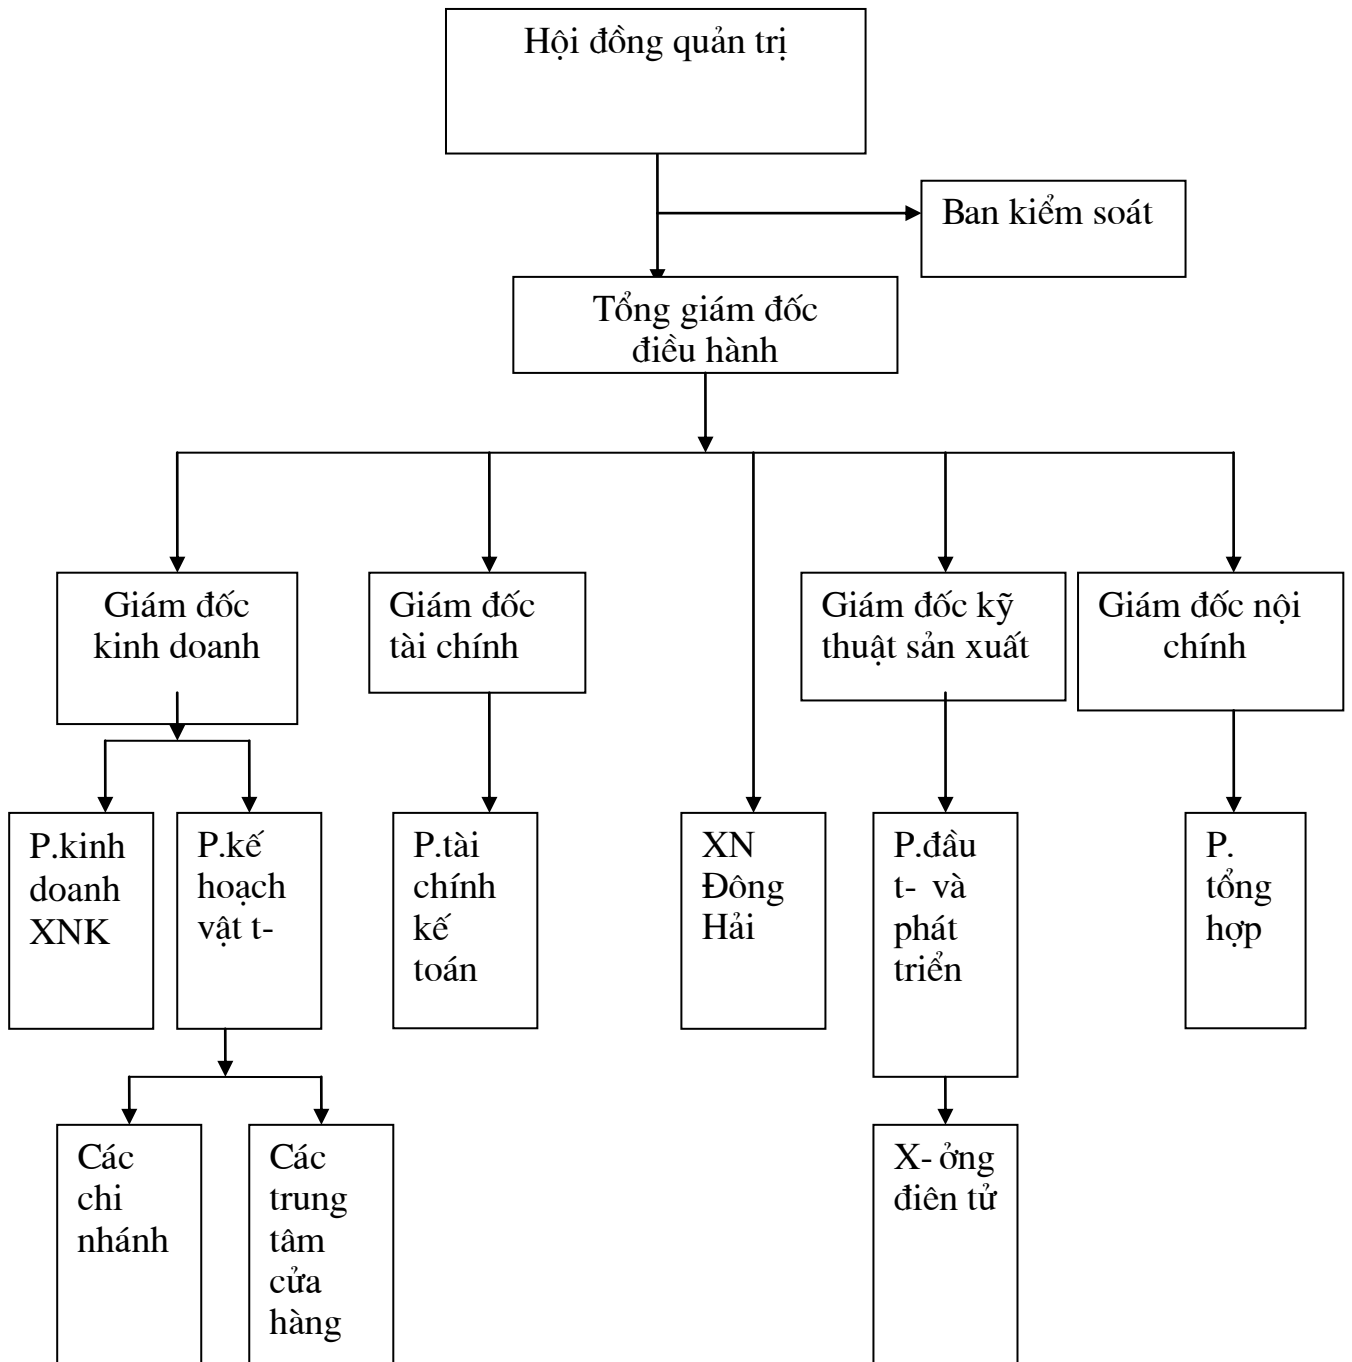 Hội đồng quản trị
Ban kiểm soát
Tổng giám đốc
điều hành
Giám đốc
kinh doanh
Giám đốc
tài chính
Giám đốc kỹ
thuật sản xuất
Giám đốc nội
chính
P.kinh
doanh
XNK
P.kế
hoạch
vật t-
P.tài
chính
kế
toán
XN
Đông
Hải
P.đầu
t- và
phát
triển
P.
tổng
hợp
Các
chi
nhánh
Các
trung
tâm
cửa
hàng
X- ởng
điên tử